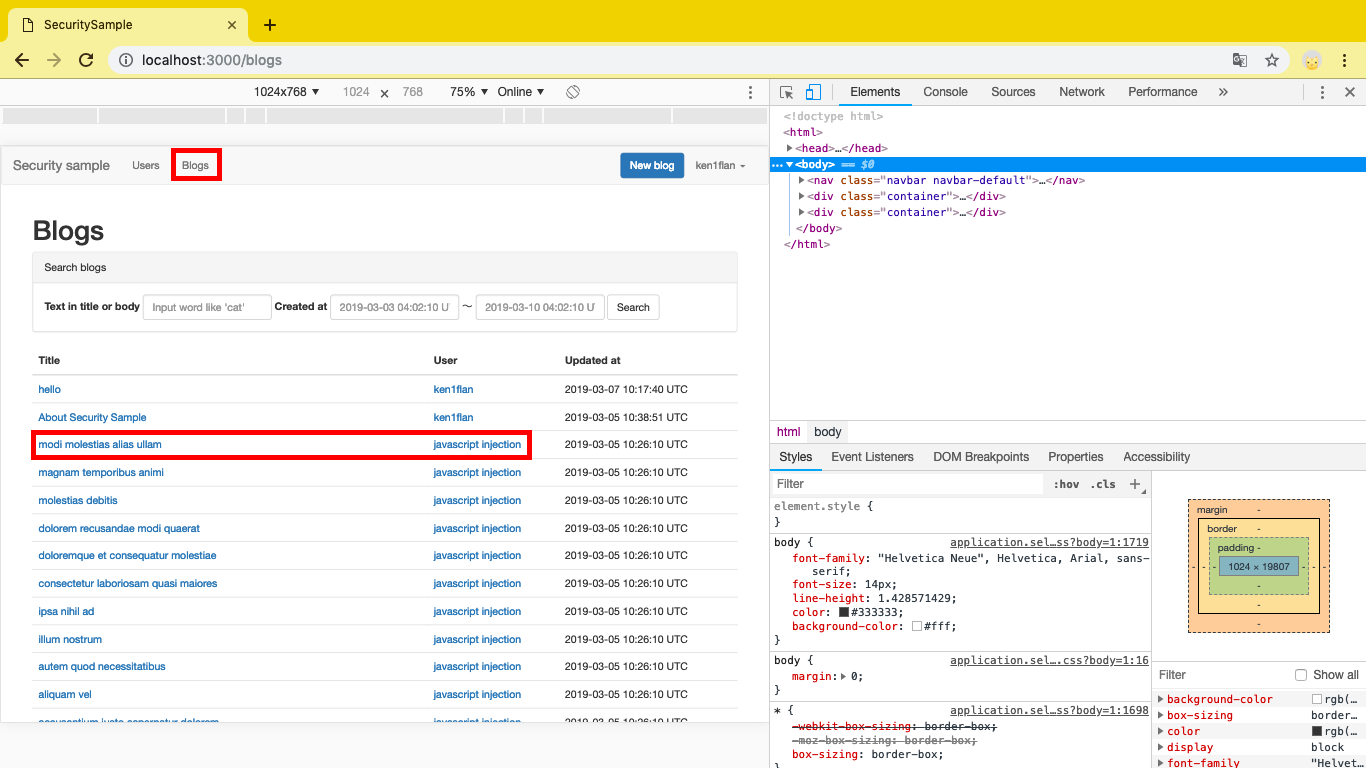 SecuritySample
localhost:3000/blogs
1024x768 ▼ 1024 × 768 75% ▼ Online ▼
Security sample Users Blogs New blog ken1flan
Blogs
Search blogs
Text in title or body Input word like 'cat' Created at 2019-03-03 04:02:10 U ～ 2019-03-10 04:02:10 U Search
Title User Updated at
hello ken1flan 2019-03-07 10:17:40 UTC
About Security Sample ken1flan 2019-03-05 10:38:51 UTC
modi molestias alias ullam javascript injection 2019-03-05 10:26:10 UTC
magnam temporibus animi javascript injection 2019-03-05 10:26:10 UTC
molestias debitis javascript injection 2019-03-05 10:26:10 UTC
dolorem recusandae modi quaerat javascript injection 2019-03-05 10:26:10 UTC
doloremque et consequatur molestiae javascript injection 2019-03-05 10:26:10 UTC
consectetur laboriosam quasi maiores javascript injection 2019-03-05 10:26:10 UTC
ipsa nihil ad javascript injection 2019-03-05 10:26:10 UTC
illum nostrum javascript injection 2019-03-05 10:26:10 UTC
autem quod necessitatibus javascript injection 2019-03-05 10:26:10 UTC
aliquam vel javascript injection 2019-03-05 10:26:10 UTC
javascript injection 2019-03-05 10:26:10 UTC
Elements Console Sources Network Performance »
<!doctype html>
<html>
▶<head>…</head>
…▼<body> == $0
▶<nav class="navbar navbar-default">…</nav>
▶<div class="container">…</div>
▶<div class="container">…</div>
</body>
</html>
html body
Styles Event Listeners DOM Breakpoints Properties Accessibility
Filter :hov .cls +
element.style {
}
body { application.sel…ss?body=1:1719
font-family: "Helvetica Neue", Helvetica, Arial, sans-
serif;
font-size: 14px;
line-height: 1.428571429;
color: #333333;
background-color: #fff;
}
body { application.sel….css?body=1:16
margin:▶ 0;
}
* { application.sel…ss?body=1:1698
-webkit-box-sizing: border-box;
-moz-box-sizing: border-box;
box-sizing: border-box;
}
margin -
border -
padding -
- - - 1024 × 19807 - - -
-
-
-
Filter Show all
▶ background-color rgb(…
▶ box-sizing border…
▶ color rgb(…
▶ display block
▶ font-family "Helvet…